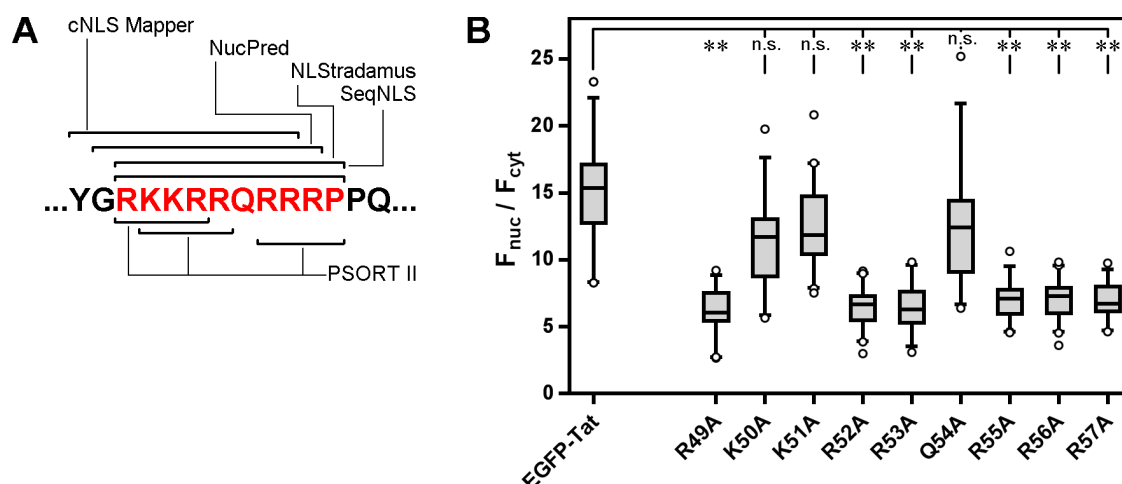 A
cNLS Mapper
NucPred
NLStradamus
SeqNLS
...YGRKKRRQRRRPPQ...
PSORT II
B
Fnuc / Fcyt
25
20
15
10
5
0
** n.s. n.s. ** ** n.s. ** ** **
EGFP-Tat
R49A
K50A
K51A
R52A
R53A
Q54A
R55A
R56A
R57A